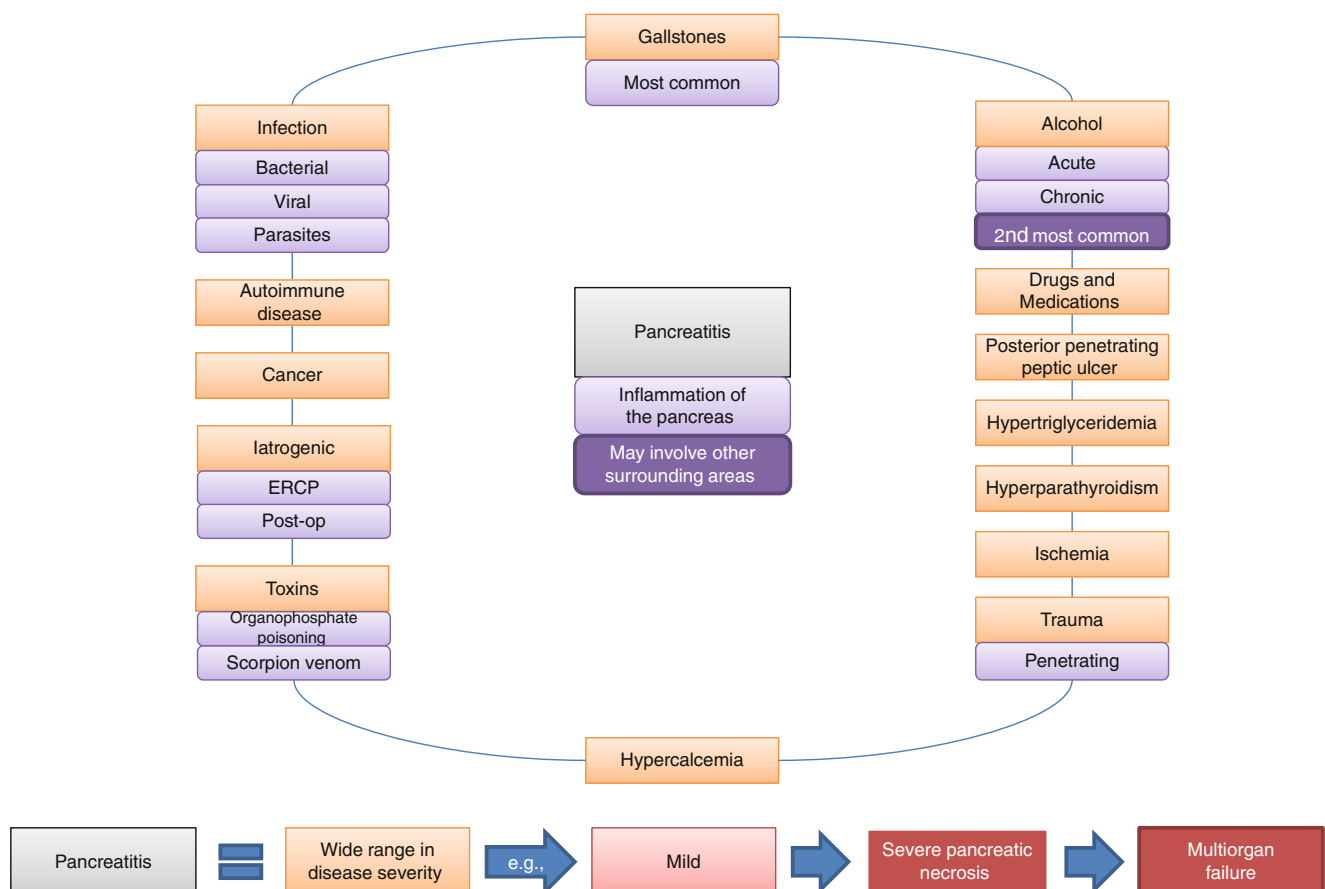 Gallstones
Most common
Infection
Bacterial
Viral
Parasites
Autoimmune
disease
Cancer
Iatrogenic
ERCP
Post-op
Toxins
Organophosphate
poisoning
Scorpion venom
Pancreatitis
Inflammation of
the pancreas
May involve other
surrounding areas
Alcohol
Acute
Chronic
2nd most common
Drugs and
Medications
Posterior penetrating
peptic ulcer
Hypertriglyceridemia
Hyperparathyroidism
Ischemia
Trauma
Penetrating
Hypercalcemia
Pancreatitis
Wide range in
disease severity
e.g.,
Mild
Severe pancreatic
necrosis
Multiorgan
failure